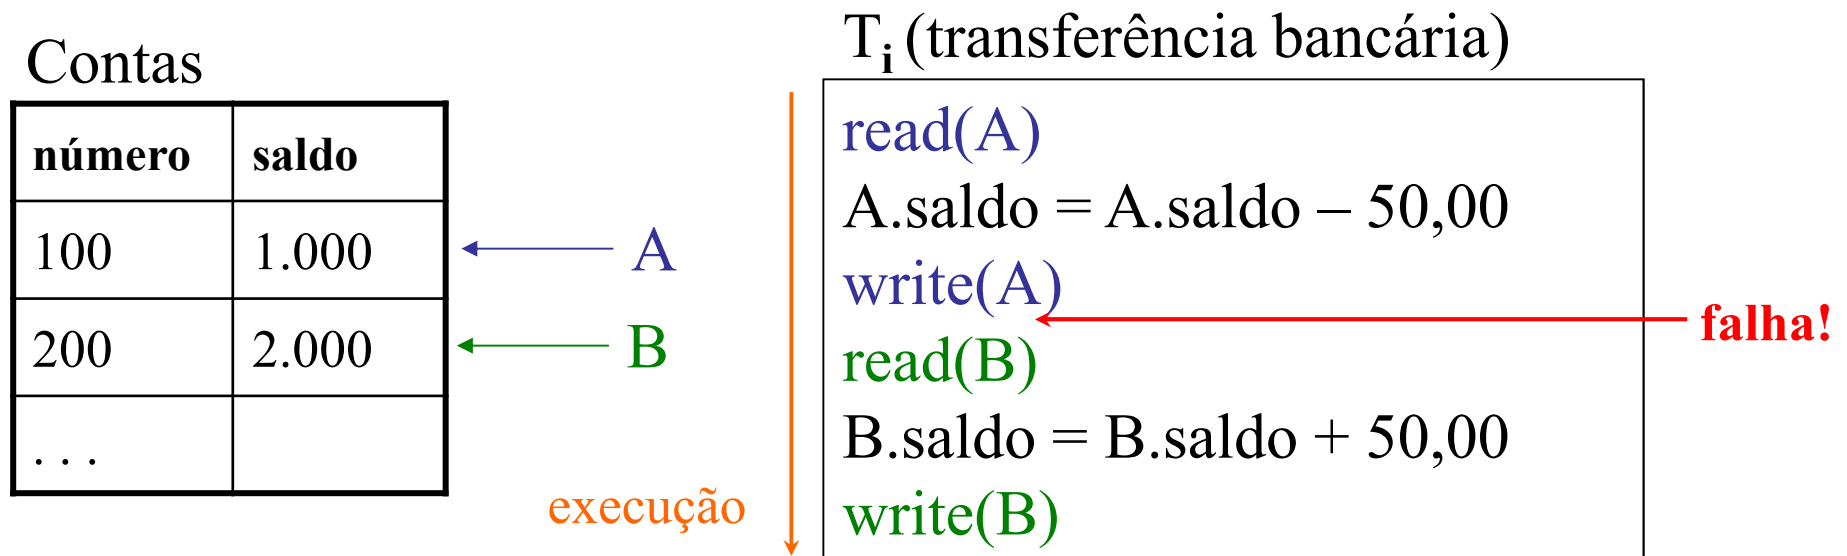 Contas
número saldo
100 1.000
200 2.000
. . .
A
B
execução
Ti (transferência bancária)
read(A)
A.saldo = A.saldo – 50,00
write(A)
read(B)
B.saldo = B.saldo + 50,00
write(B)
falha!